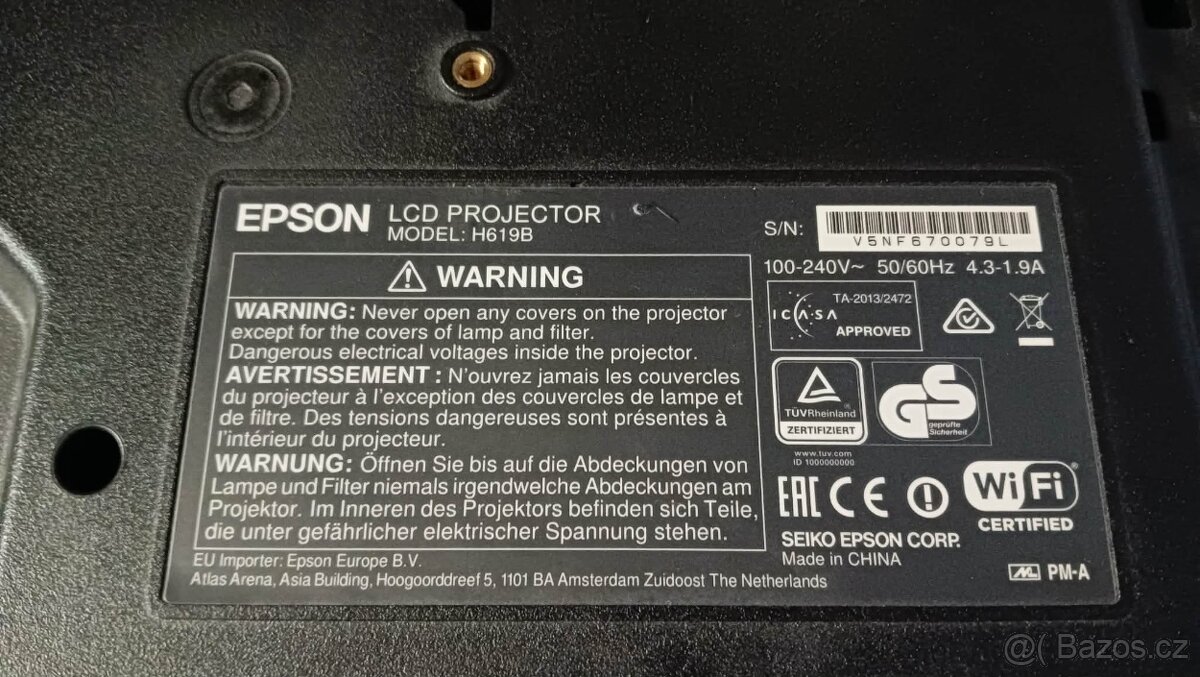 EPSON LCD PROJECTOR
MODEL: H619B
S/N: V5NF670079L
100-240V~ 50/60Hz 4.3-1.9A
WARNING
WARNING: Never open any covers on the projector
except for the covers of lamp and filter.
Dangerous electrical voltages inside the projector.
AVERTISSEMENT : N'ouvrez jamais les couvercles
du projecteur à l'exception des couvercles de lampe et
de filtre. Des tensions dangereuses sont présentes à
l'intérieur du projecteur.
WARNUNG: Öffnen Sie bis auf die Abdeckungen von
Lampe und Filter niemals irgendwelche Abdeckungen am
Projektor. Im Inneren des Projektors befinden sich Teile,
die unter gefährlicher elektrischer Spannung stehen.
EU Importer: Epson Europe B.V.
Atlas Arena, Asia Building, Hoogoorddreef 5, 1101 BA Amsterdam Zuidoost The Netherlands
TA-2013/2472
ICASA
APPROVED
TÜVRheinland
ZERTIFIZIERT
www.tuv.com
ID 1000000000
GS
geprüfte
Sicherheit
EAC CE
Wi Fi®
CERTIFIED
SEIKO EPSON CORP.
Made in CHINA
ML PM-A
@( Bazos.cz